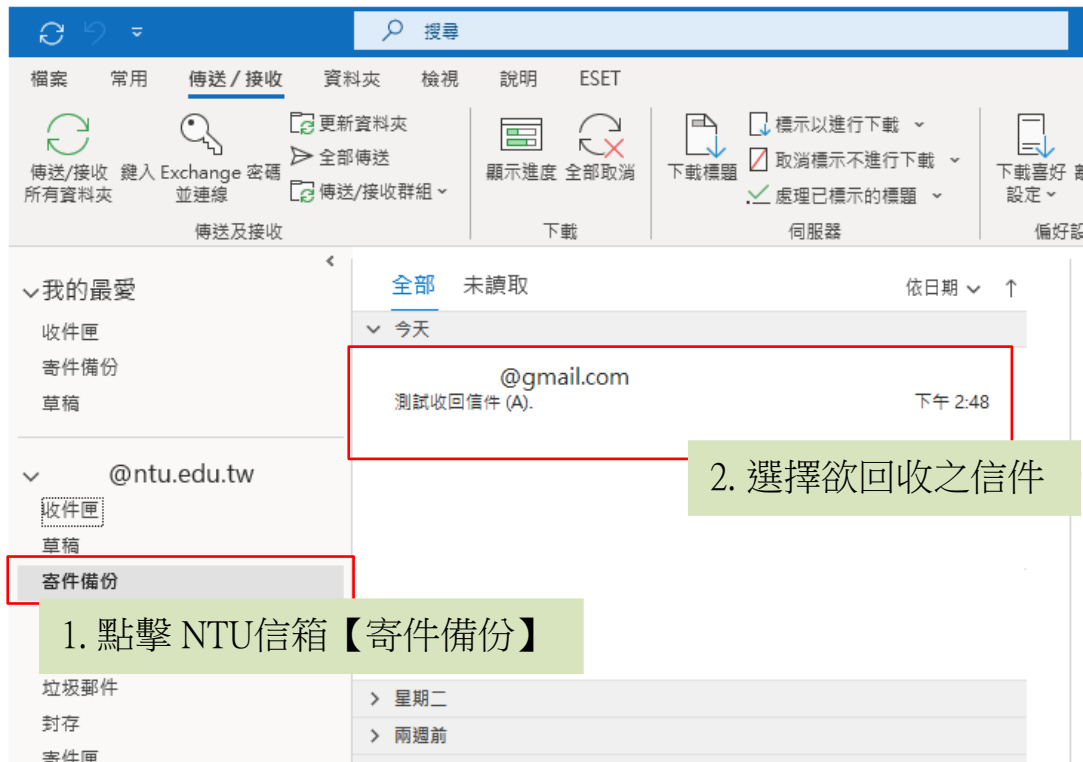 搜尋
檔案 常用 傳送 / 接收 資料夾 檢視 說明 ESET
傳送/接收
所有資料夾
鍵入 Exchange 密碼
並連線
更新資料夾
全部傳送
傳送/接收群組
傳送及接收
顯示進度 全部取消
下載
下載標題
標示以進行下載
取消標示不進行下載
處理已標示的標題
伺服器
下載喜好
設定
偏好設
我的最愛
收件匣
寄件備份
草稿
@ntu.edu.tw
收件匣
草稿
寄件備份
1. 點擊 NTU信箱【寄件備份】
垃圾郵件
封存
寄件匣
全部 未讀取 依日期
今天
@gmail.com
測試收回信件 (A). 下午 2:48
2. 選擇欲回收之信件
星期二
兩週前